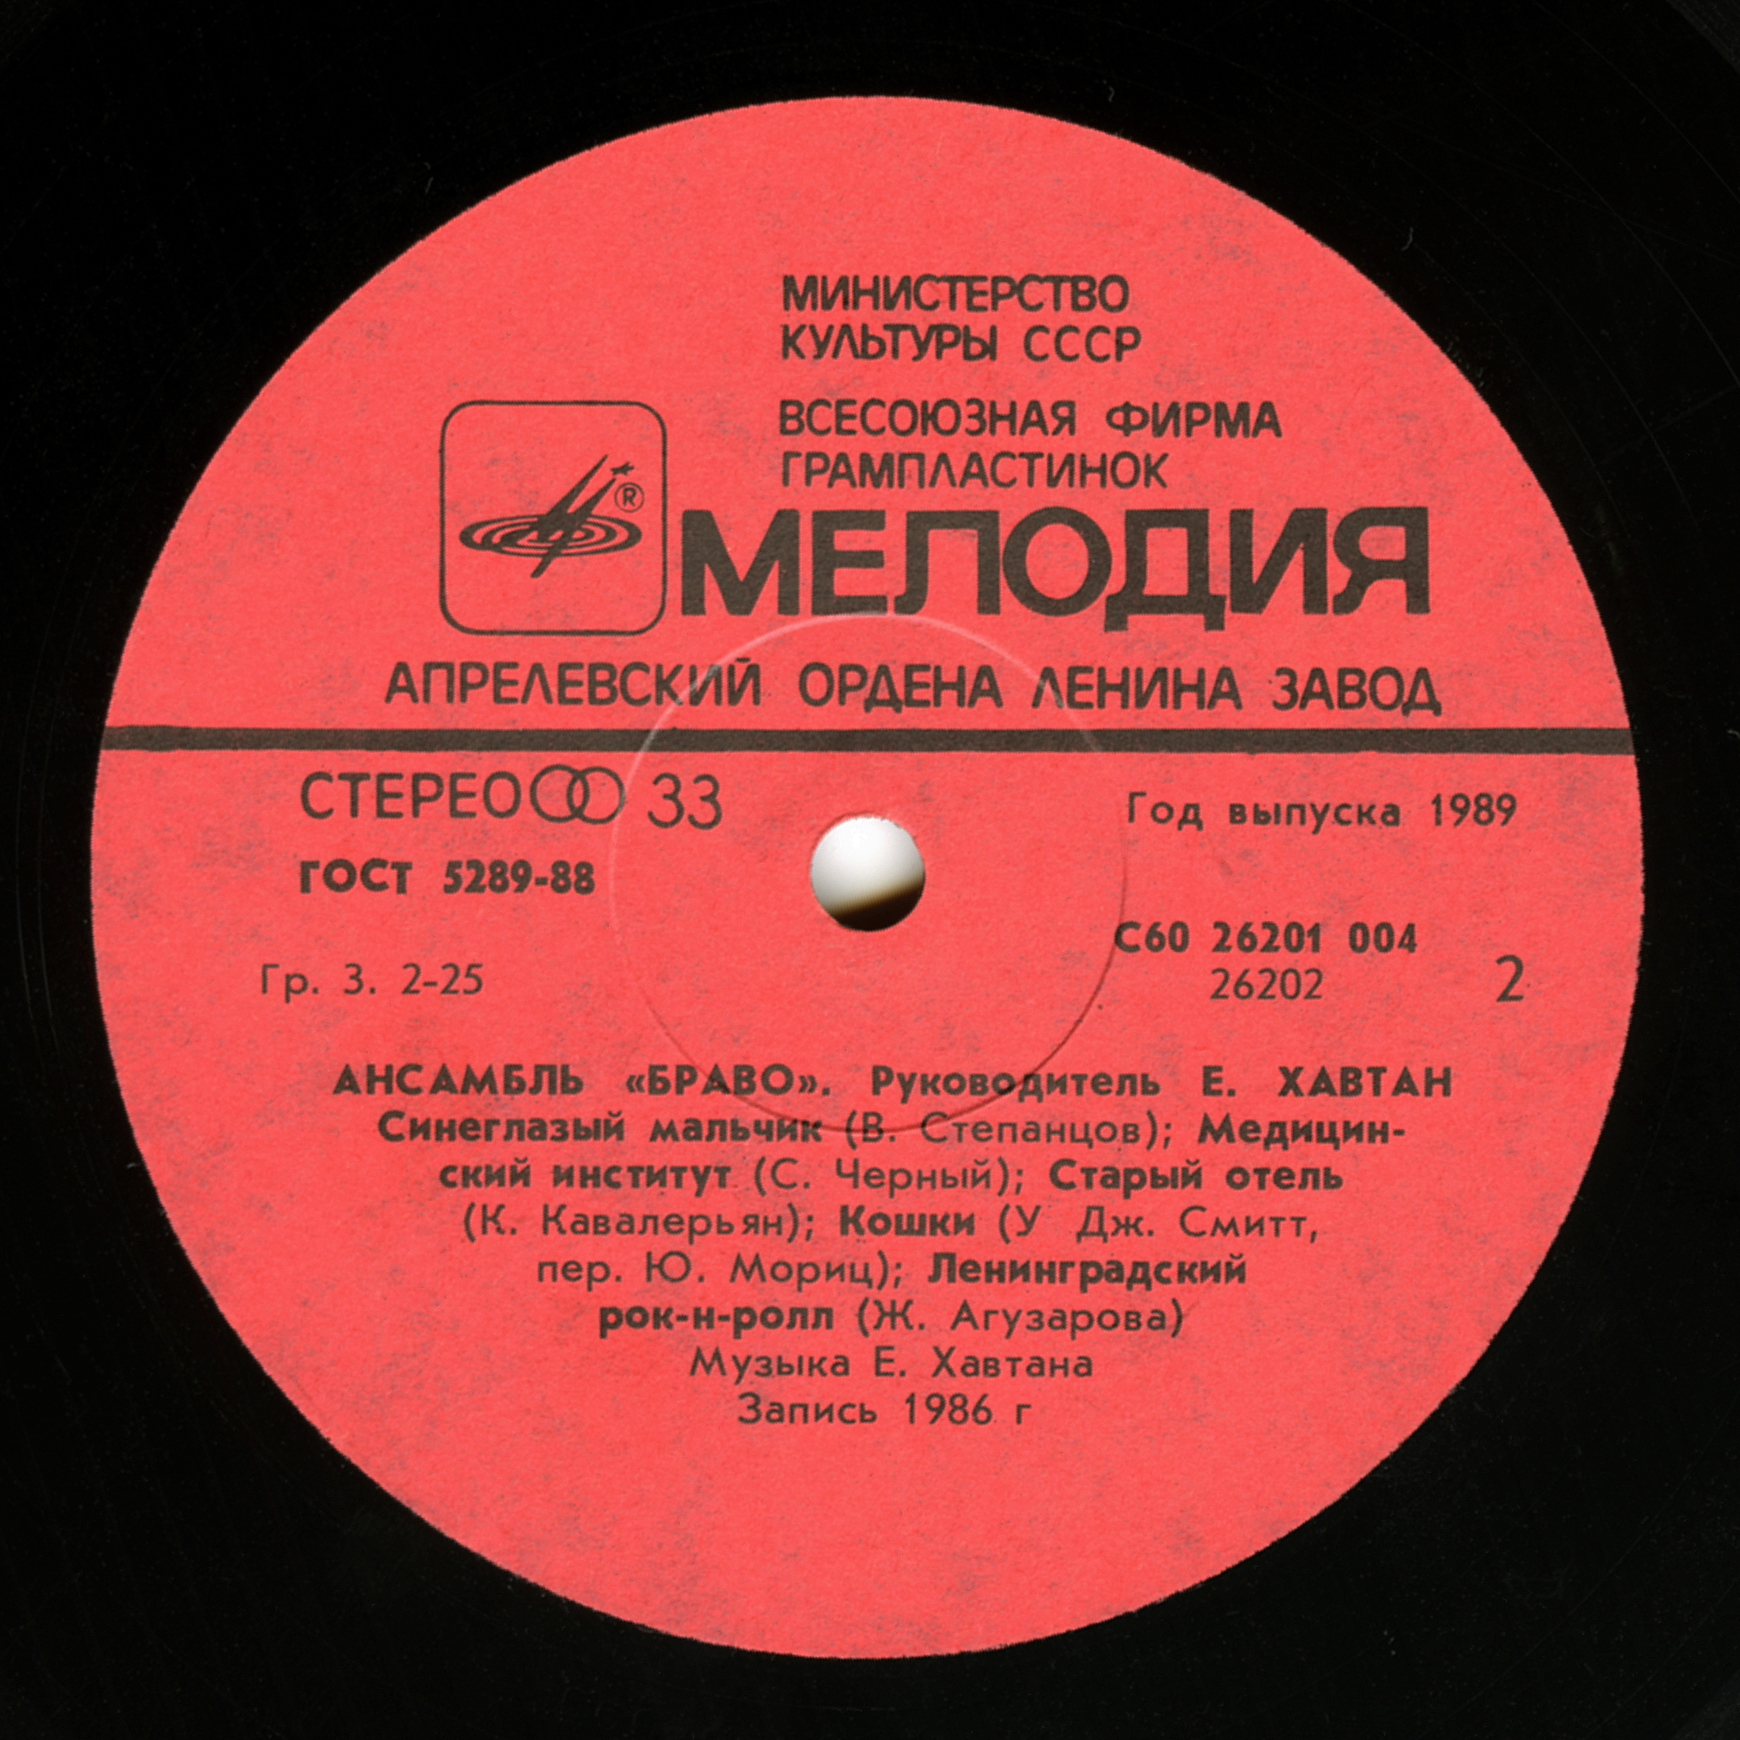 МИНИСТЕРСТВО
КУЛЬТУРЫ СССР
ВСЕСОЮЗНАЯ ФИРМА
ГРАМПЛАСТИНОК
®
МЕЛОДИЯ
АПРЕЛЕВСКИЙ ОРДЕНА ЛЕНИНА ЗАВОД
СТЕРЕО 33
Год выпуска 1989
ГОСТ 5289-88
С60 26201 004
Гр. 3. 2-25
26202
2
АНСАМБЛЬ «БРАВО». Руководитель Е. ХАВТАН
Синеглазый мальчик (В. Степанцов); Медицин-
ский институт (С. Черный); Старый отель
(К. Кавалерьян); Кошки (У Дж. Смитт,
пер. Ю. Мориц); Ленинградский
рок-н-ролл (Ж. Агузарова)
Музыка Е. Хавтана
Запись 1986 г